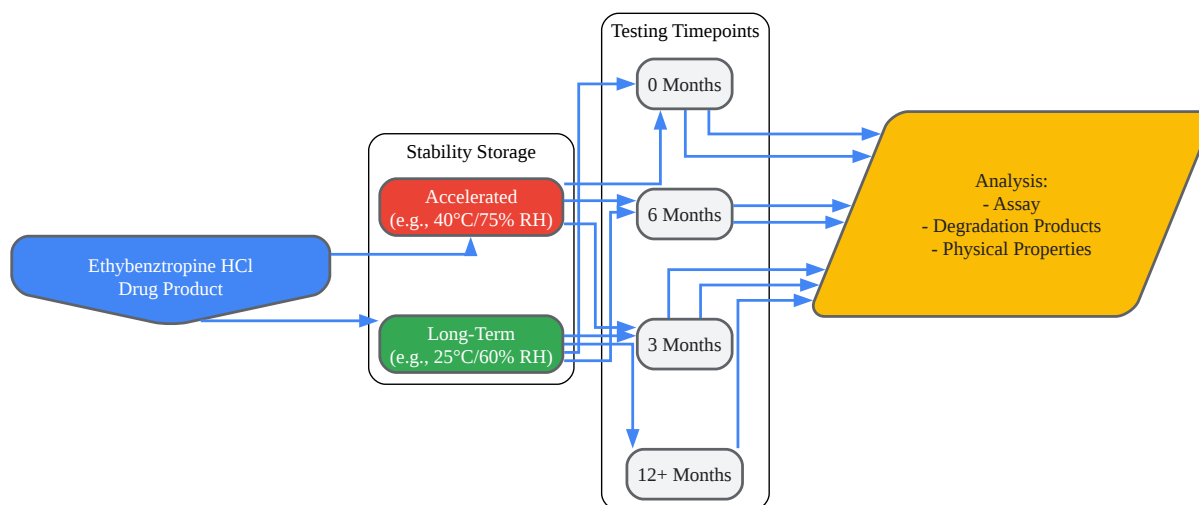 Ethybenztropine HCl
Drug Product
Stability Storage
Accelerated
(e.g., 40°C/75% RH)
Long-Term
(e.g., 25°C/60% RH)
Testing Timepoints
0 Months
6 Months
3 Months
12+ Months
Analysis:
- Assay
- Degradation Products
- Physical Properties